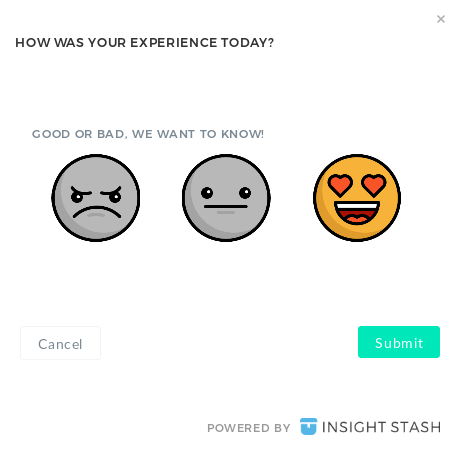 ×
HOW WAS YOUR EXPERIENCE TODAY?
GOOD OR BAD, WE WANT TO KNOW!
Cancel
Submit
POWERED BY INSIGHT STASH